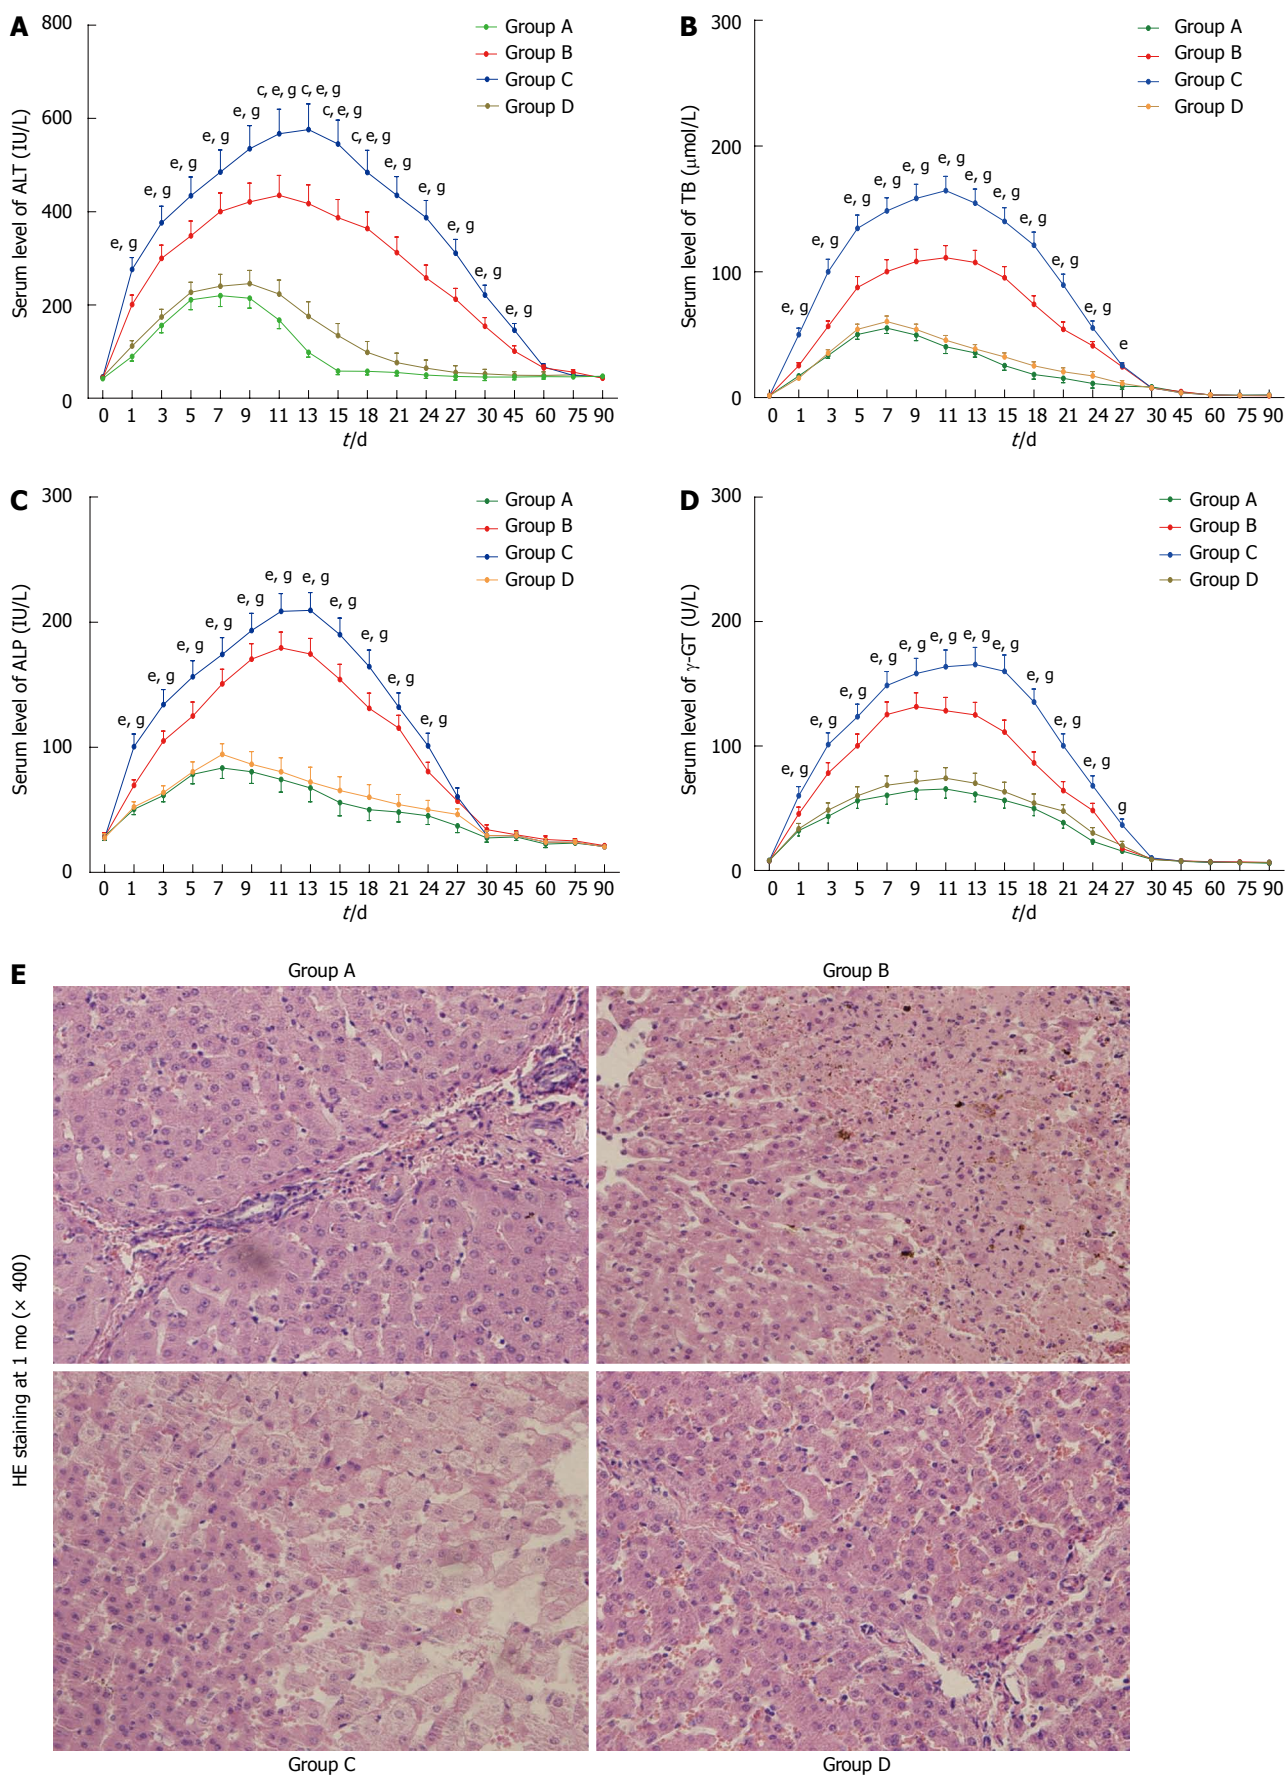 A
800
600
400
200
0
Serum level of ALT (IU/L)
Group A
Group B
Group C
Group D
e, g
e, g
e, g
e, g
e, g
c, e, g
c, e, g
c, e, g
c, e, g
e, g
e, g
e, g
e, g
e, g
0 1 3 5 7 9 11 13 15 18 21 24 27 30 45 60 75 90
t/d
B
300
200
100
0
Serum level of TB (μmol/L)
Group A
Group B
Group C
Group D
e, g
e, g
e, g
e, g
e, g
e, g
e, g
e, g
e, g
e, g
e, g
e
0 1 3 5 7 9 11 13 15 18 21 24 27 30 45 60 75 90
t/d
C
300
200
100
0
Serum level of ALP (IU/L)
Group A
Group B
Group C
Group D
e, g
e, g
e, g
e, g
e, g
e, g
e, g
e, g
e, g
e, g
e, g
0 1 3 5 7 9 11 13 15 18 21 24 27 30 45 60 75 90
t/d
D
300
200
100
0
Serum level of γ-GT (U/L)
Group A
Group B
Group C
Group D
e, g
e, g
e, g
e, g
e, g
e, g
e, g
e, g
e, g
e, g
e, g
g
0 1 3 5 7 9 11 13 15 18 21 24 27 30 45 60 75 90
t/d
E
Group A
Group B
HE staining at 1 mo (× 400)
Group C
Group D